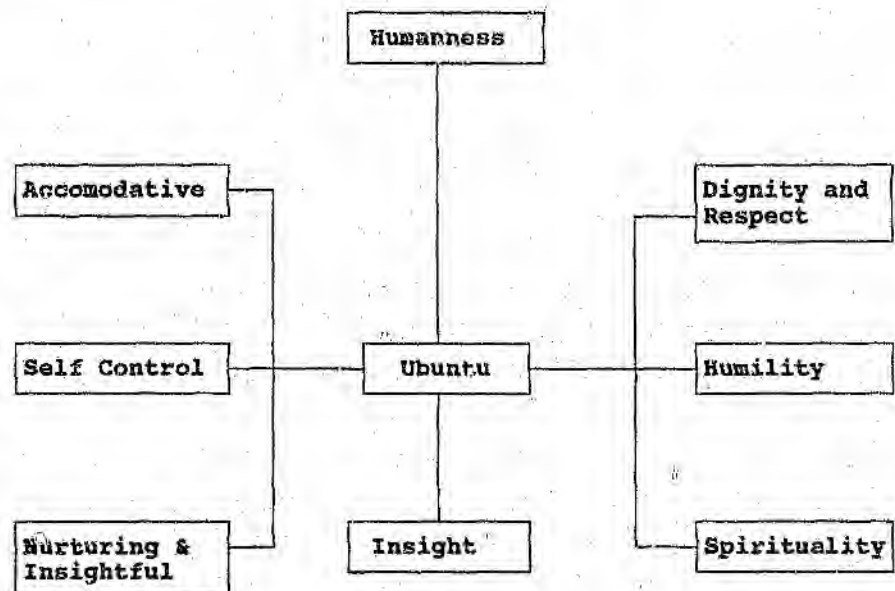 Humanness
Accomodative
Dignity and
Respect
Self Control
Ubuntu
Humility
Nurturing &
Insightful
Insight
Spirituality